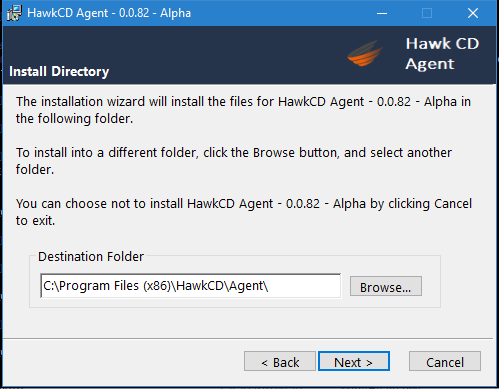 HawkCD Agent - 0.0.82 - Alpha
Hawk CD
Agent
Install Directory
The installation wizard will install the files for HawkCD Agent - 0.0.82 - Alpha in
the following folder.
To install into a different folder, click the Browse button, and select another
folder.
You can choose not to install HawkCD Agent - 0.0.82 - Alpha by clicking Cancel
to exit.
Destination Folder
C:\Program Files (x86)\HawkCD\Agent\
Browse...
< Back
Next >
Cancel